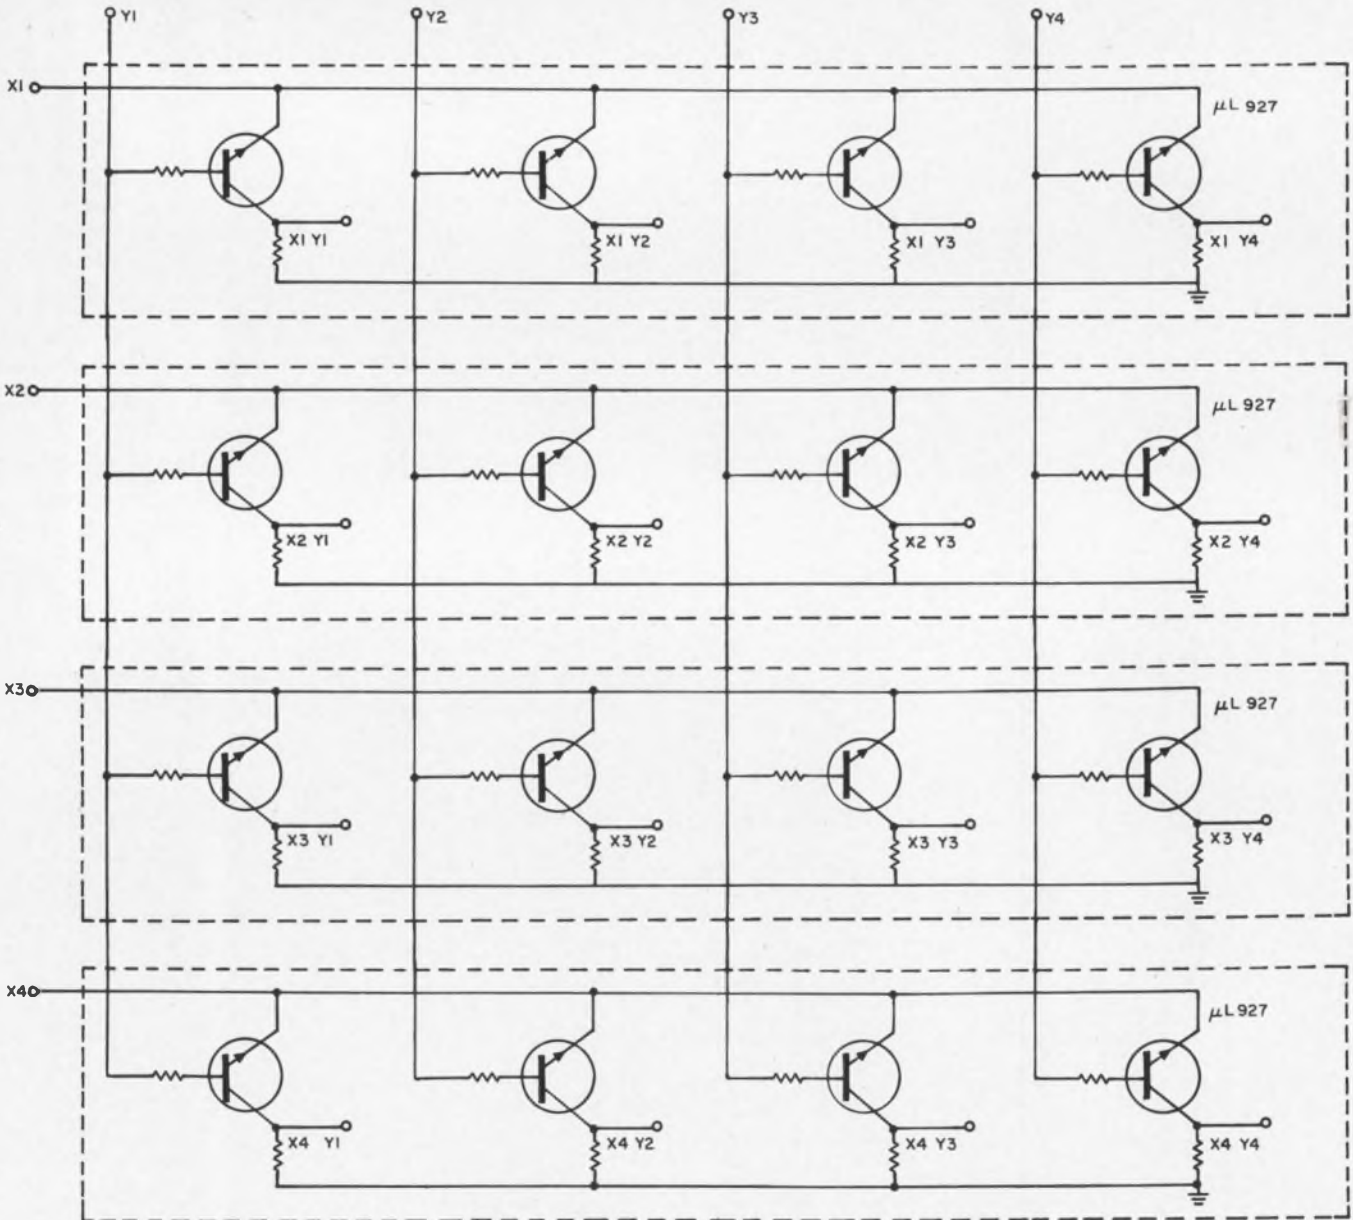 Y1 Y2 Y3 Y4
X1
μL 927
X1 Y1 X1 Y2 X1 Y3 X1 Y4
X2
μL 927
X2 Y1 X2 Y2 X2 Y3 X2 Y4
X3
μL 927
X3 Y1 X3 Y2 X3 Y3 X3 Y4
X4
μL 927
X4 Y1 X4 Y2 X4 Y3 X4 Y4